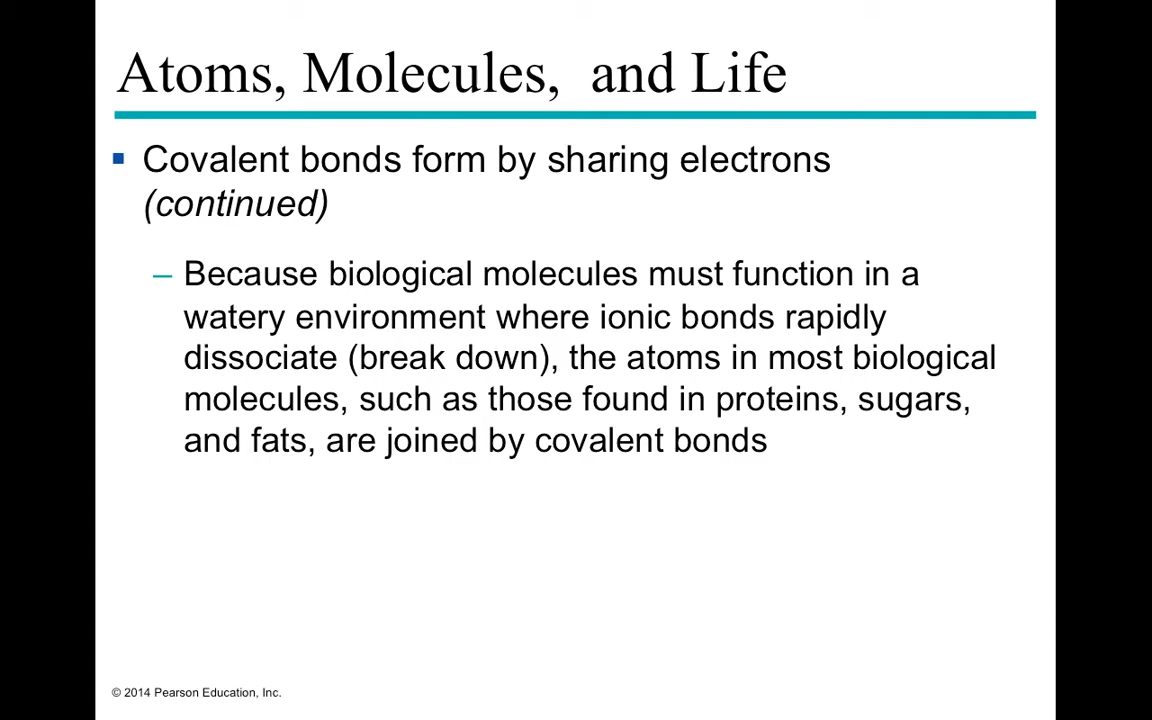 Atoms, Molecules,  and Life
▪ Covalent bonds form by sharing electrons
(continued)
– Because biological molecules must function in a
watery environment where ionic bonds rapidly
dissociate (break down), the atoms in most biological
molecules, such as those found in proteins, sugars,
and fats, are joined by covalent bonds
© 2014 Pearson Education, Inc.